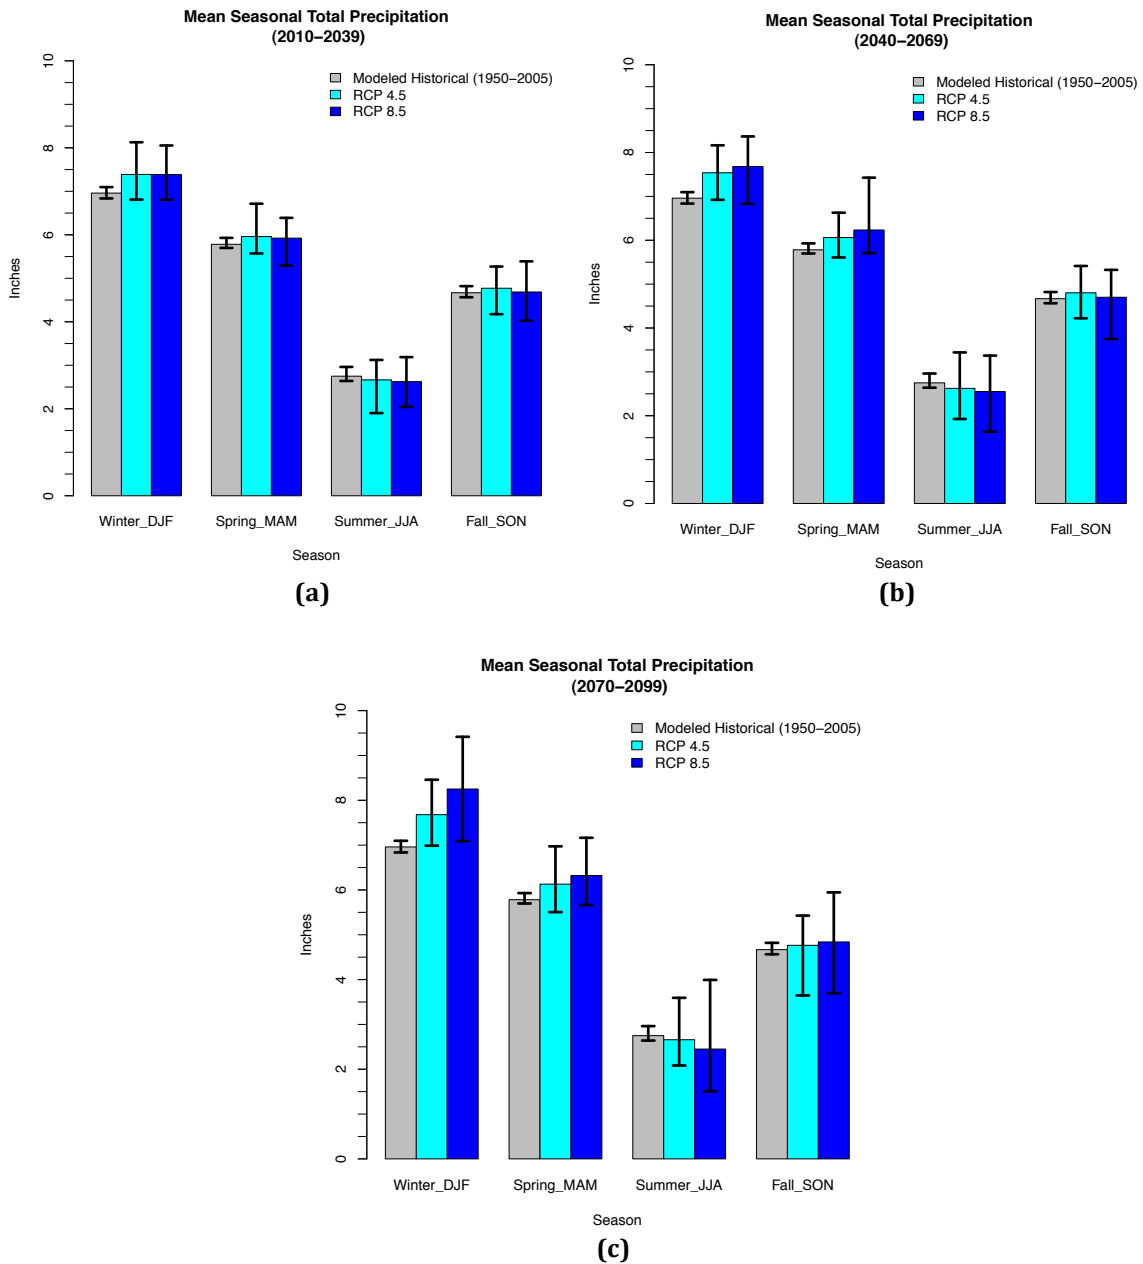 Mean Seasonal Total Precipitation
(2010−2039)
Modeled Historical (1950−2005)
RCP 4.5
RCP 8.5
Inches
10
8
6
4
2
0
Winter_DJF
Spring_MAM
Summer_JJA
Fall_SON
Season
(a)
Mean Seasonal Total Precipitation
(2040−2069)
Modeled Historical (1950−2005)
RCP 4.5
RCP 8.5
Inches
10
8
6
4
2
0
Winter_DJF
Spring_MAM
Summer_JJA
Fall_SON
Season
(b)
Mean Seasonal Total Precipitation
(2070−2099)
Modeled Historical (1950−2005)
RCP 4.5
RCP 8.5
Inches
10
8
6
4
2
0
Winter_DJF
Spring_MAM
Summer_JJA
Fall_SON
Season
(c)